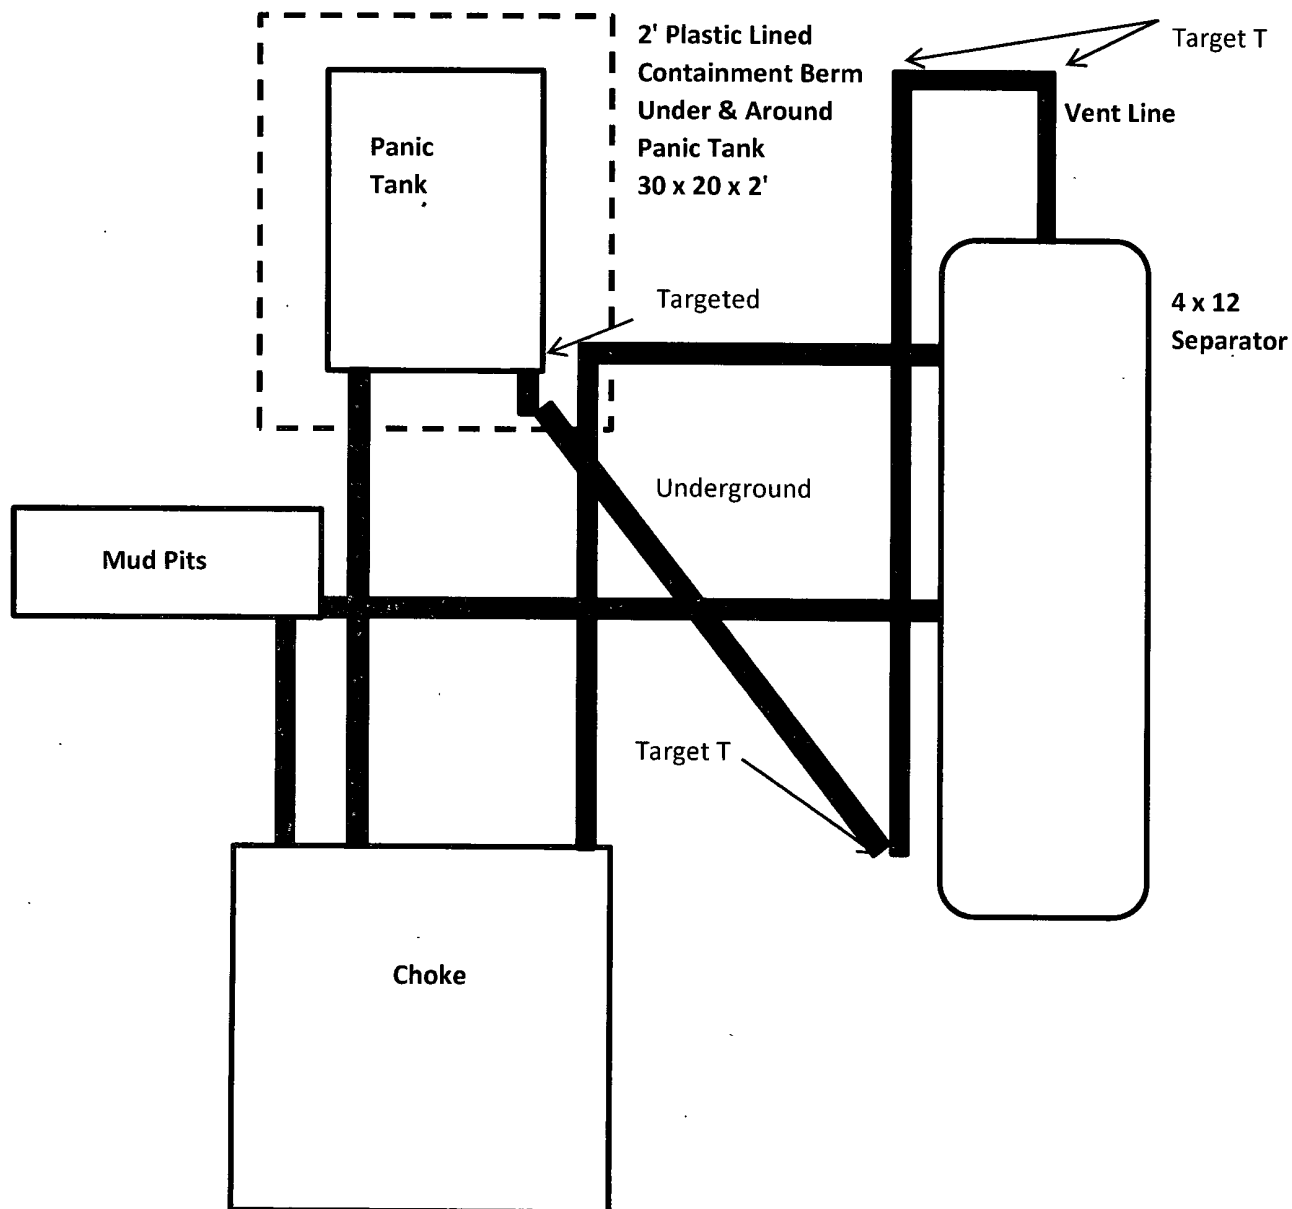 2' Plastic Lined
Containment Berm
Under & Around
Panic Tank
30 x 20 x 2'
Target T
Vent Line
Panic
Tank
Targeted
4 x 12
Separator
Underground
Mud Pits
Target T
Choke